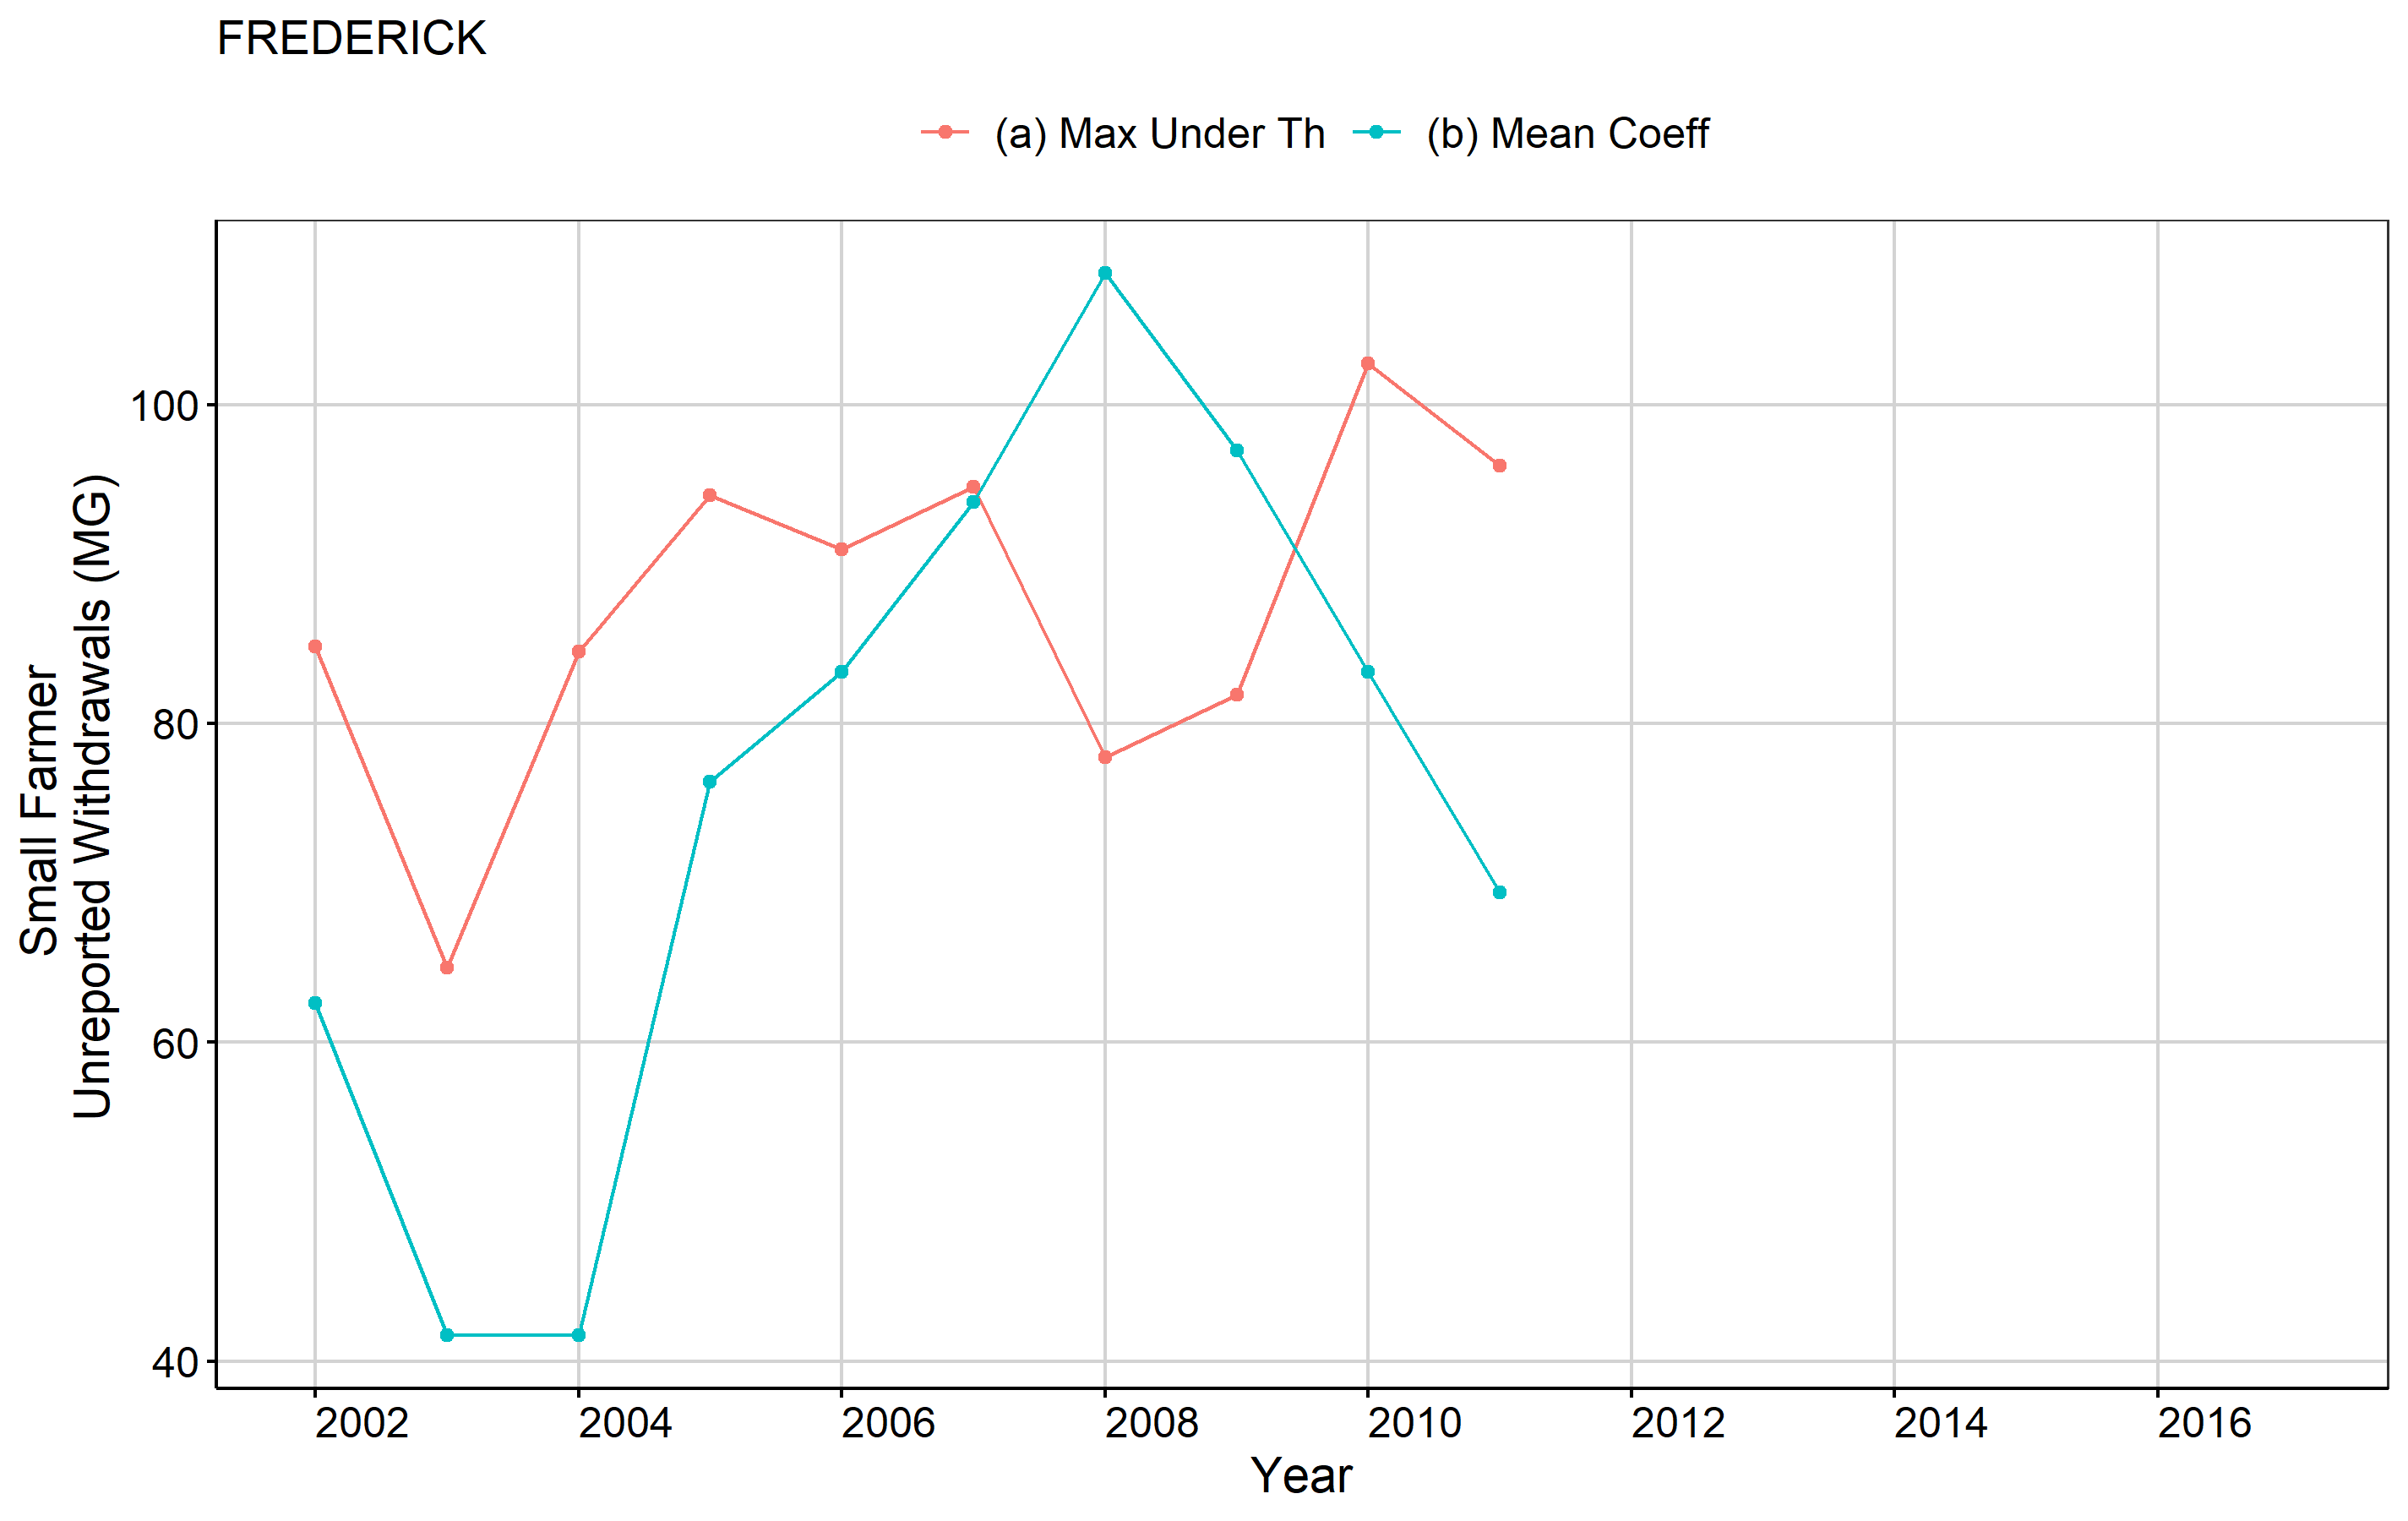 FREDERICK
(a) Max Under Th (b) Mean Coeff
Small Farmer
Unreported Withdrawals (MG)
100
80
60
40
2002 2004 2006 2008 2010 2012 2014 2016
Year